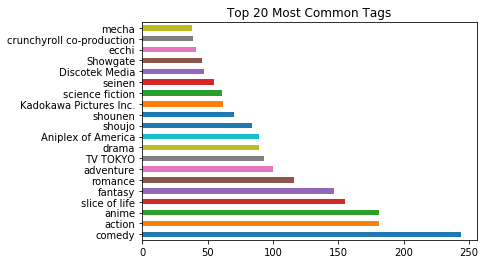 Top 20 Most Common Tags
mecha
crunchyroll co-production
ecchi
Showgate
Discotek Media
seinen
science fiction
Kadokawa Pictures Inc.
shounen
shoujo
Aniplex of America
drama
TV TOKYO
adventure
romance
fantasy
slice of life
anime
action
comedy
0 50 100 150 200 250